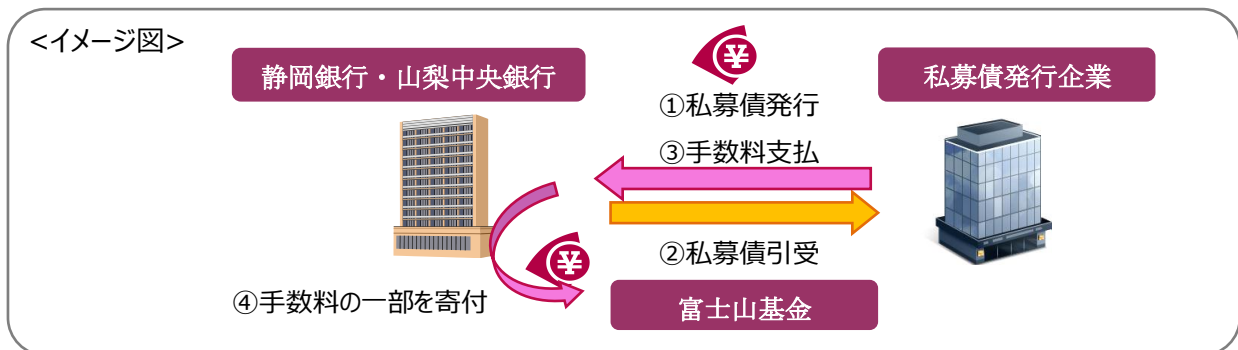 <イメージ図>
静岡銀行・山梨中央銀行
私募債発行企業
¥
①私募債発行
③手数料支払
②私募債引受
¥
④手数料の一部を寄付
富士山基金